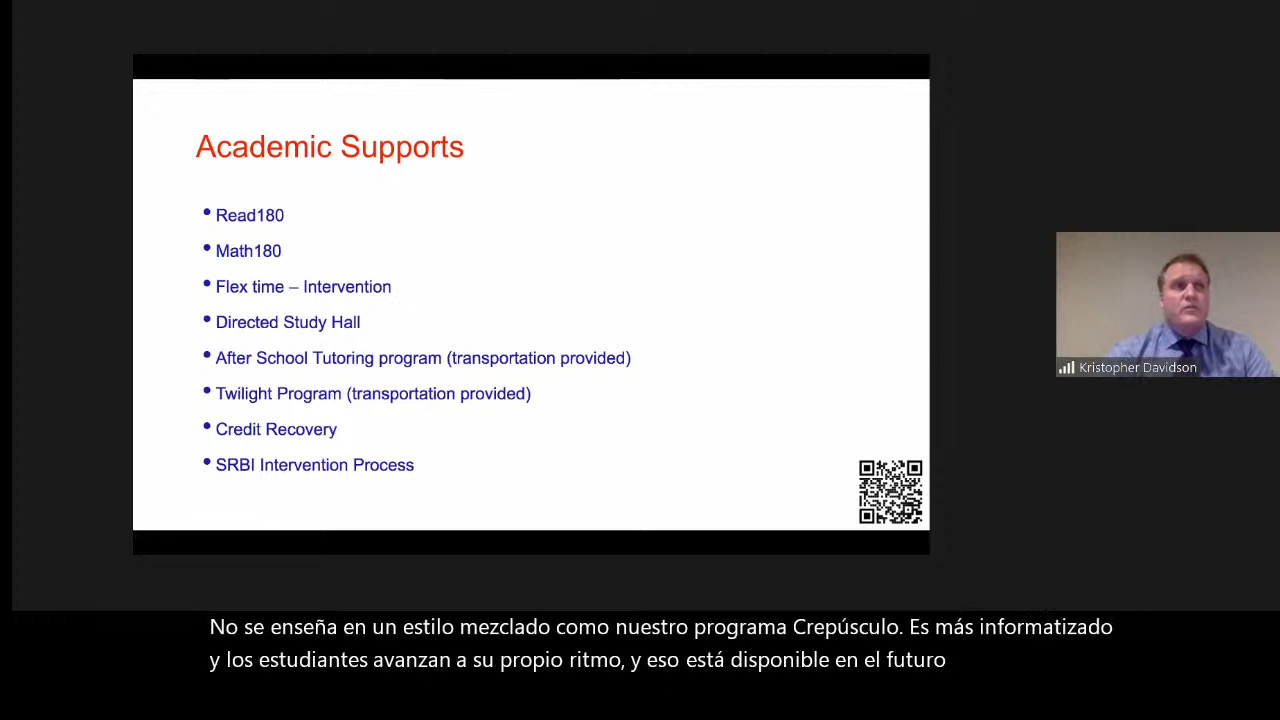 Academic Supports
• Read180
• Math180
• Flex time – Intervention
• Directed Study Hall
• After School Tutoring program (transportation provided)
• Twilight Program (transportation provided)
• Credit Recovery
• SRBI Intervention Process
Kristopher Davidson
No se enseña en un estilo mezclado como nuestro programa Crepúsculo. Es más informatizado
y los estudiantes avanzan a su propio ritmo, y eso está disponible en el futuro